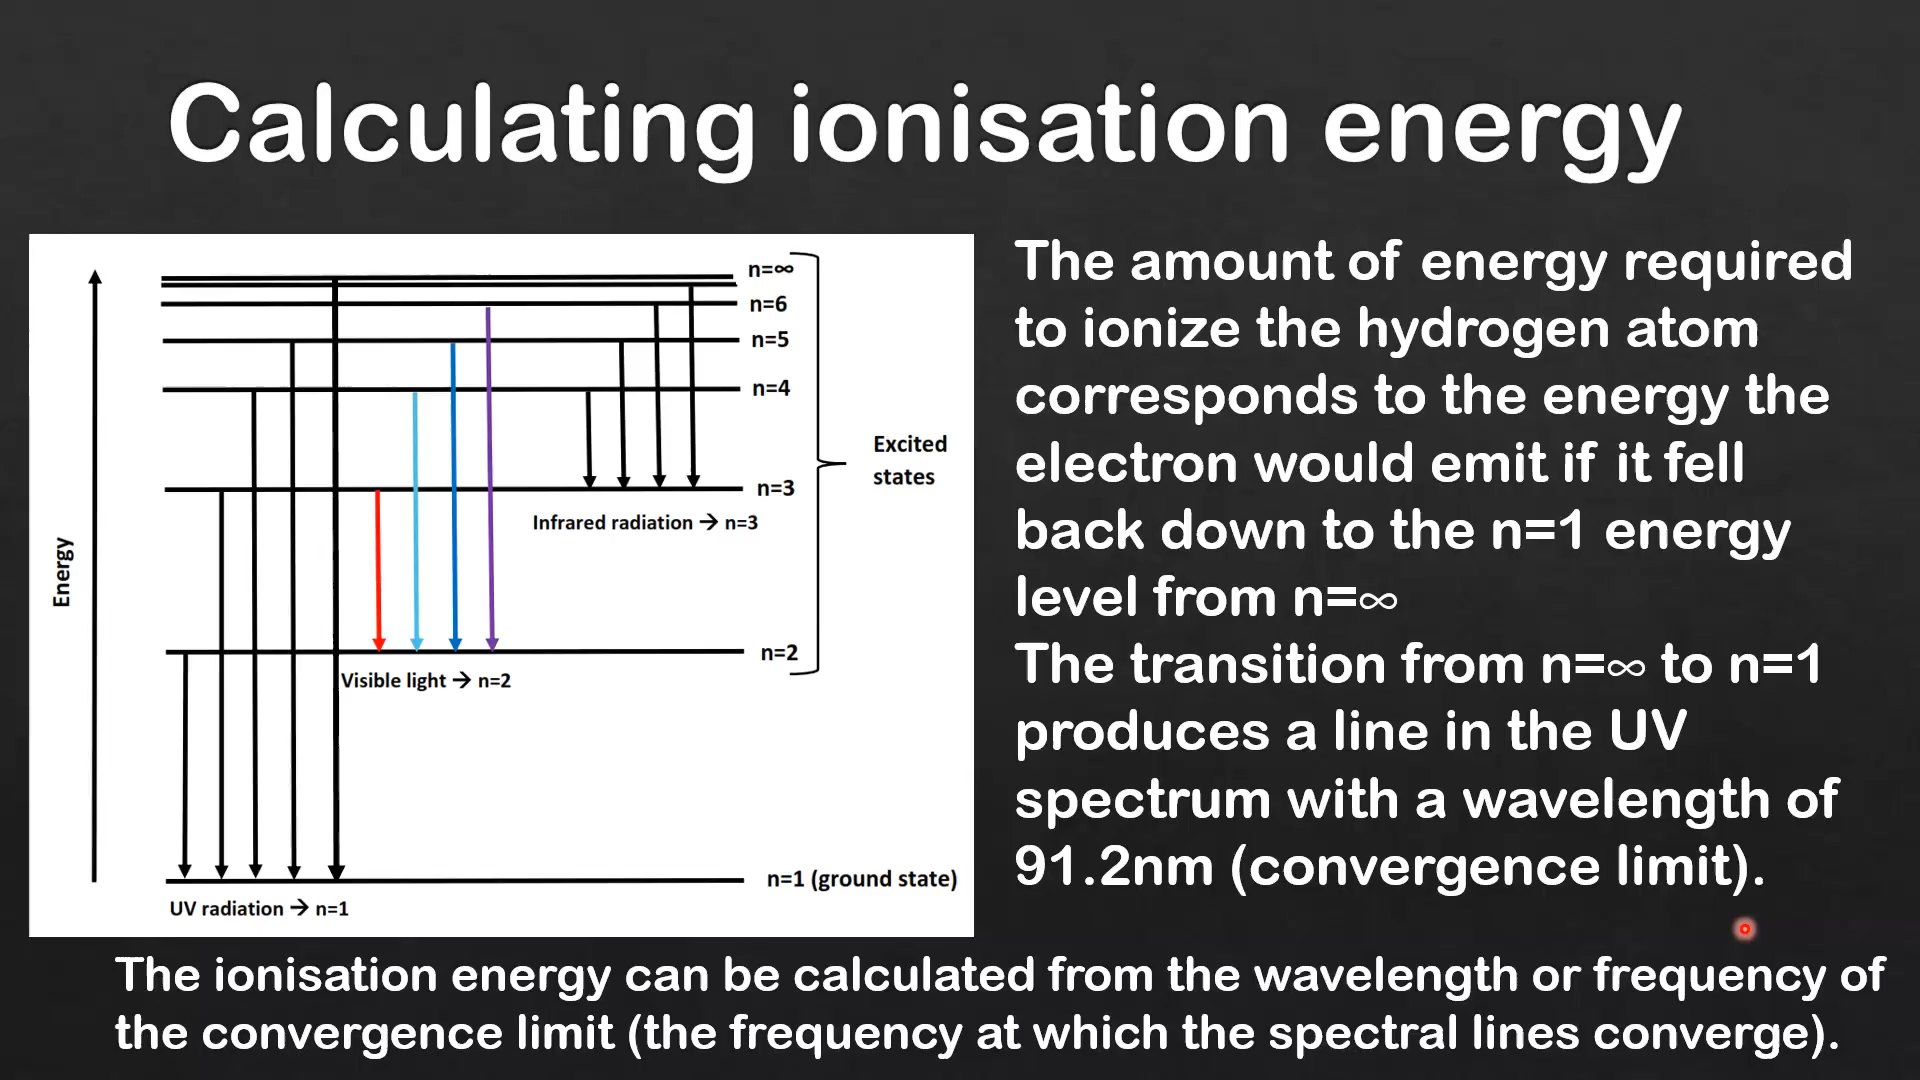 Calculating ionisation energy
n=∞
n=6
n=5
n=4
Excited
states
n=3
Infrared radiation → n=3
Energy
n=2
Visible light → n=2
n=1 (ground state)
UV radiation → n=1
The amount of energy required
to ionize the hydrogen atom
corresponds to the energy the
electron would emit if it fell
back down to the n=1 energy
level from n=∞
The transition from n=∞ to n=1
produces a line in the UV
spectrum with a wavelength of
91.2nm (convergence limit).
The ionisation energy can be calculated from the wavelength or frequency of
the convergence limit (the frequency at which the spectral lines converge).